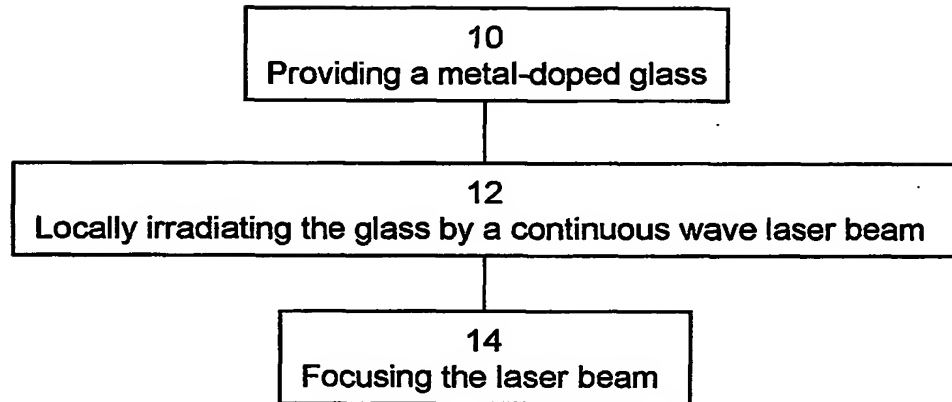 10
Providing a metal-doped glass
12
Locally irradiating the glass by a continuous wave laser beam
14
Focusing the laser beam